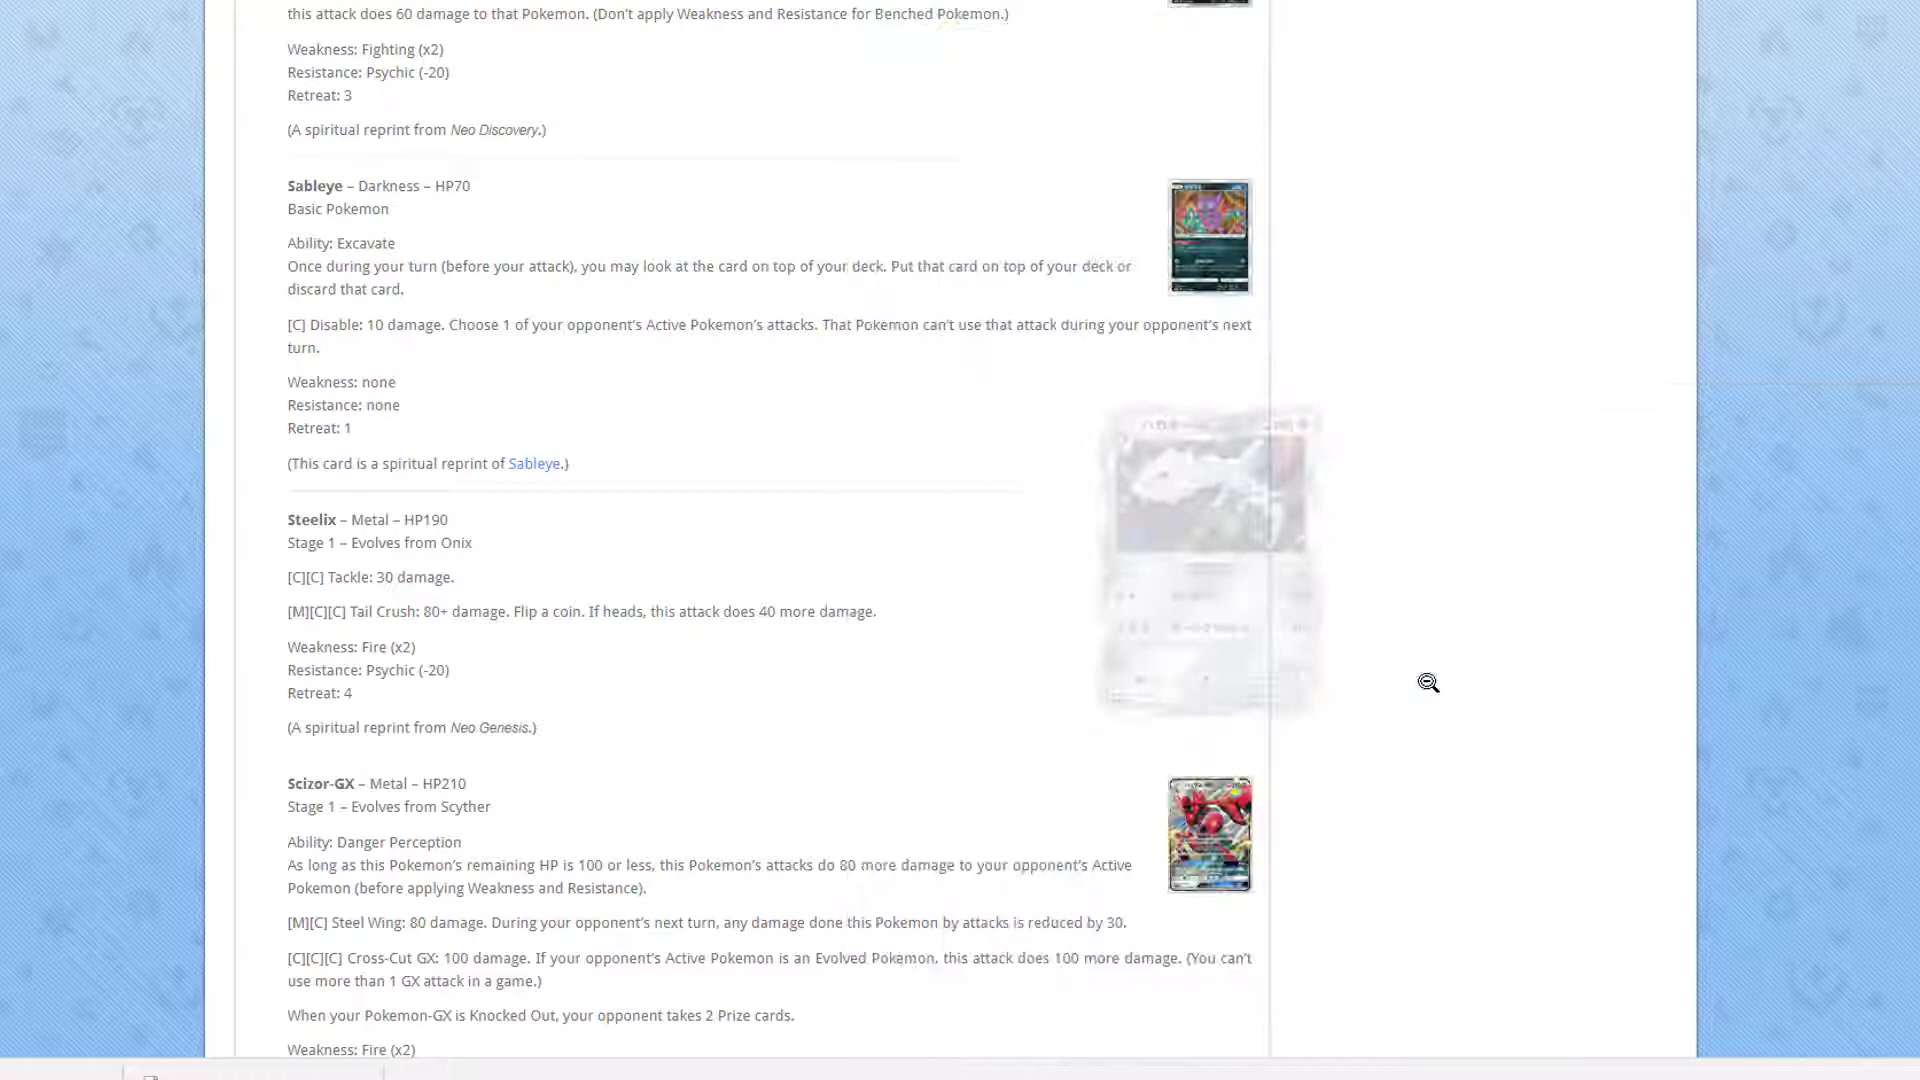 this attack does 60 damage to that Pokemon. (Don't apply Weakness and Resistance for Benched Pokemon.)
Weakness: Fighting (x2)
Resistance: Psychic (-20)
Retreat: 3
(A spiritual reprint from Neo Discovery.)
Sableye – Darkness – HP70
Basic Pokemon
Ability: Excavate
Once during your turn (before your attack), you may look at the card on top of your deck. Put that card on top of your deck or
discard that card.
[C] Disable: 10 damage. Choose 1 of your opponent's Active Pokemon's attacks. That Pokemon can't use that attack during your opponent's next
turn.
Weakness: none
Resistance: none
Retreat: 1
(This card is a spiritual reprint of Sableye.)
Steelix – Metal – HP190
Stage 1 – Evolves from Onix
[C][C] Tackle: 30 damage.
[M][C][C] Tail Crush: 80+ damage. Flip a coin. If heads, this attack does 40 more damage.
Weakness: Fire (x2)
Resistance: Psychic (-20)
Retreat: 4
(A spiritual reprint from Neo Genesis.)
Scizor-GX – Metal – HP210
Stage 1 – Evolves from Scyther
Ability: Danger Perception
As long as this Pokemon's remaining HP is 100 or less, this Pokemon's attacks do 80 more damage to your opponent's Active
Pokemon (before applying Weakness and Resistance).
[M][C] Steel Wing: 80 damage. During your opponent's next turn, any damage done this Pokemon by attacks is reduced by 30.
[C][C][C] Cross-Cut GX: 100 damage. If your opponent's Active Pokemon is an Evolved Pokemon, this attack does 100 more damage. (You can't
use more than 1 GX attack in a game.)
When your Pokemon-GX is Knocked Out, your opponent takes 2 Prize cards.
Weakness: Fire (x2)